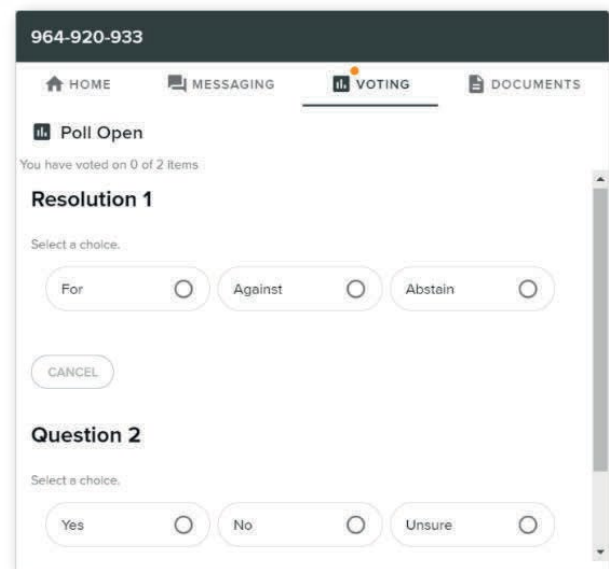 964-920-933
HOME MESSAGING VOTING DOCUMENTS
Poll Open
You have voted on 0 of 2 items
Resolution 1
Select a choice.
For Against Abstain
CANCEL
Question 2
Select a choice.
Yes No Unsure